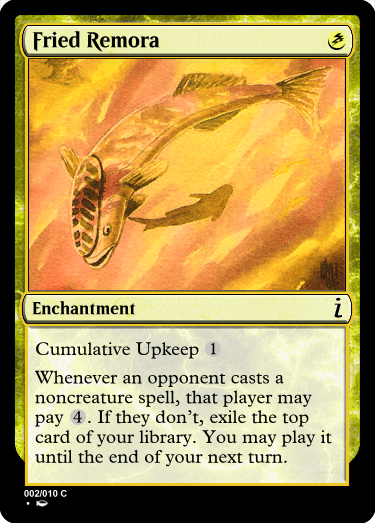 Fried Remora
Enchantment
i
Cumulative Upkeep 1
Whenever an opponent casts a
noncreature spell, that player may
pay 4. If they don't, exile the top
card of your library. You may play it
until the end of your next turn.
002/010 C